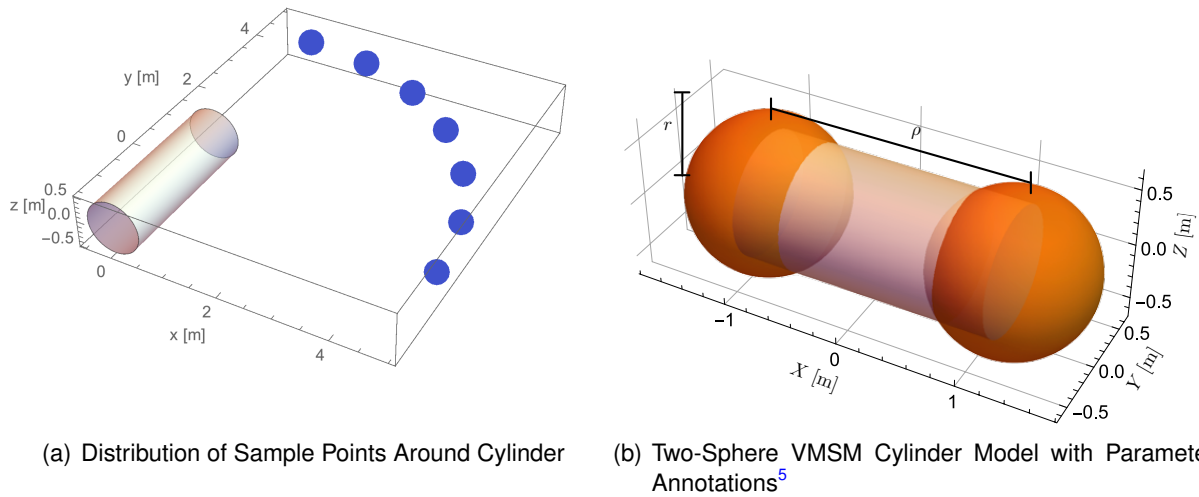 4
y [m]
2
0
0.5
z [m]
0.0
−0.5
0
2
x [m]
4
r
ρ
0.5
0.0
Z [m]
−0.5
0.5
0.0
Y [m]
−0.5
−1
0
X [m]
1
(a) Distribution of Sample Points Around Cylinder
(b) Two-Sphere VMSM Cylinder Model with Paramete
Annotations5